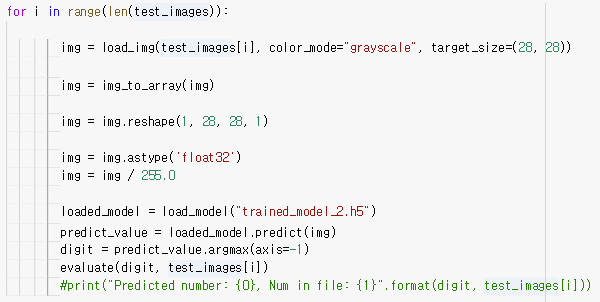 for i in range(len(test_images)):
img = load_img(test_images[i], color_mode="grayscale", target_size=(28, 28))
img = img_to_array(img)
img = img.reshape(1, 28, 28, 1)
img = img.astype('float32')
img = img / 255.0
loaded_model = load_model("trained_model_2.h5")
predict_value = loaded_model.predict(img)
digit = predict_value.argmax(axis=-1)
evaluate(digit, test_images[i])
#print("Predicted number: {0}, Num in file: {1}".format(digit, test_images[i]))